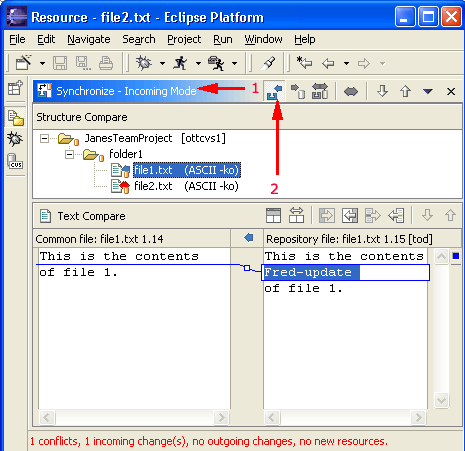 Resource - file2.txt - Eclipse Platform
File Edit Navigate Search Project Run Window Help
Synchronize - Incoming Mode 1
Structure Compare
JanesTeamProject [ottcvs1]
folder1
file1.txt (ASCII -ko)
file2.txt (ASCII -ko)
2
CVS
Text Compare
Common file: file1.txt 1.14
Repository file: file1.txt 1.15 [tod]
This is the contents
of file 1.
This is the contents
Fred-update
of file 1.
1 conflicts, 1 incoming change(s), no outgoing changes, no new resources.